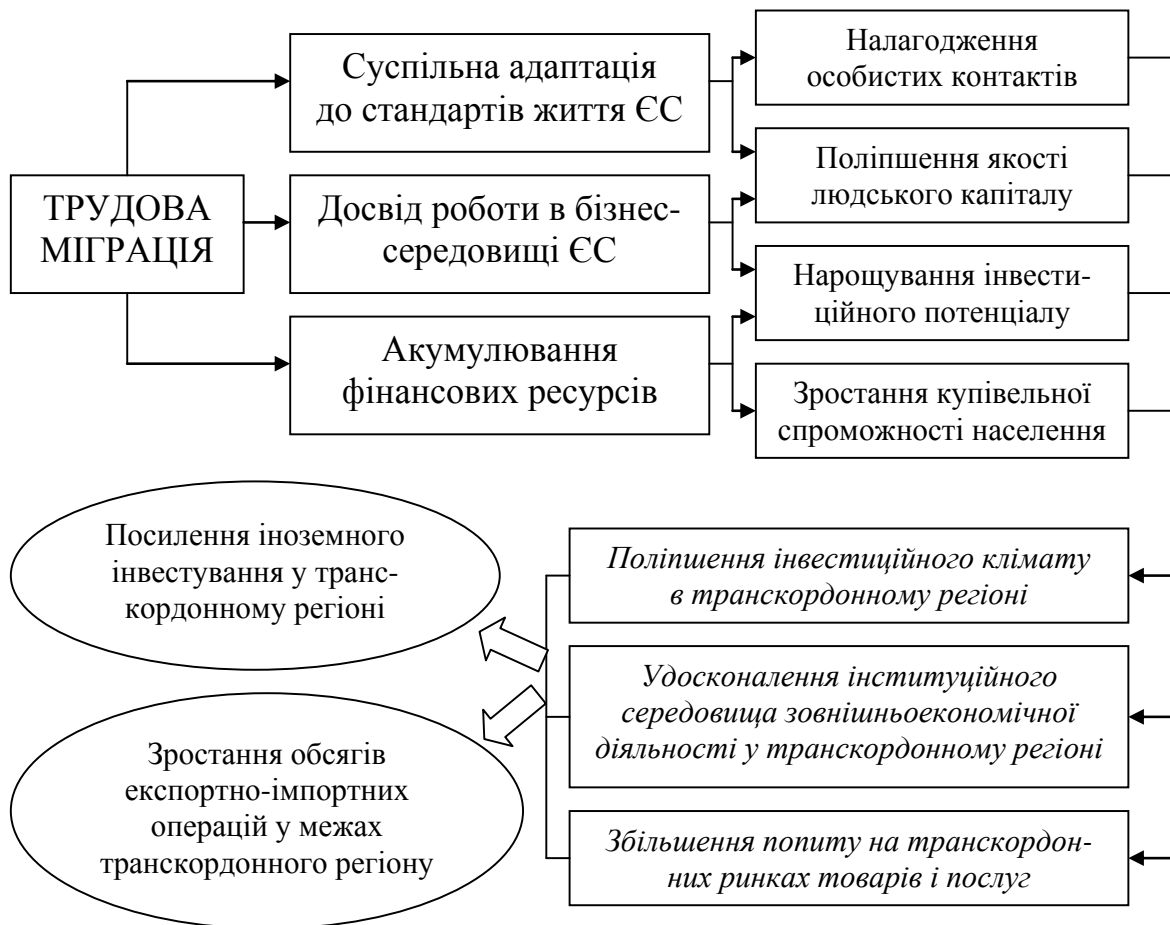 ТРУДОВА
МІГРАЦІЯ
Суспільна адаптація
до стандартів життя ЄС
Досвід роботи в бізнес-
середовищі ЄС
Акумулювання
фінансових ресурсів
Налагодження
особистих контактів
Поліпшення якості
людського капіталу
Нарощування інвести-
ційного потенціалу
Зростання купівельної
спроможності населення
Поліпшення інвестиційного клімату
в транскордонному регіоні
Удосконалення інституційного
середовища зовнішньоекономічної
діяльності у транскордонному регіоні
Збільшення попиту на транскордон-
них ринках товарів і послуг
Посилення іноземного
інвестування у транс-
кордонному регіоні
Зростання обсягів
експортно-імпортних
операцій у межах
транскордонного регіону